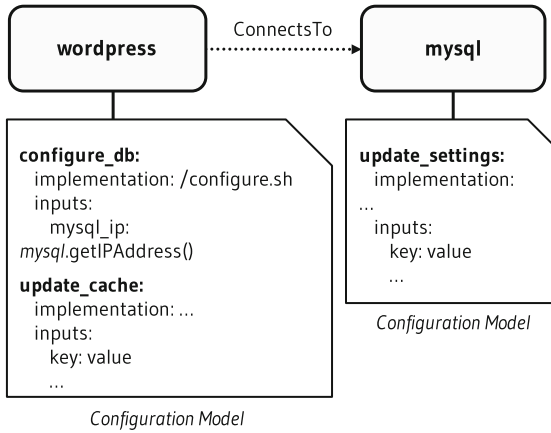 wordpress
ConnectsTo
mysql
configure_db:
implementation: /configure.sh
inputs:
mysql_ip:
mysql.getIPAddress()
update_cache:
implementation: ...
inputs:
key: value
...
Configuration Model
update_settings:
implementation:
...
inputs:
key: value
...
Configuration Model